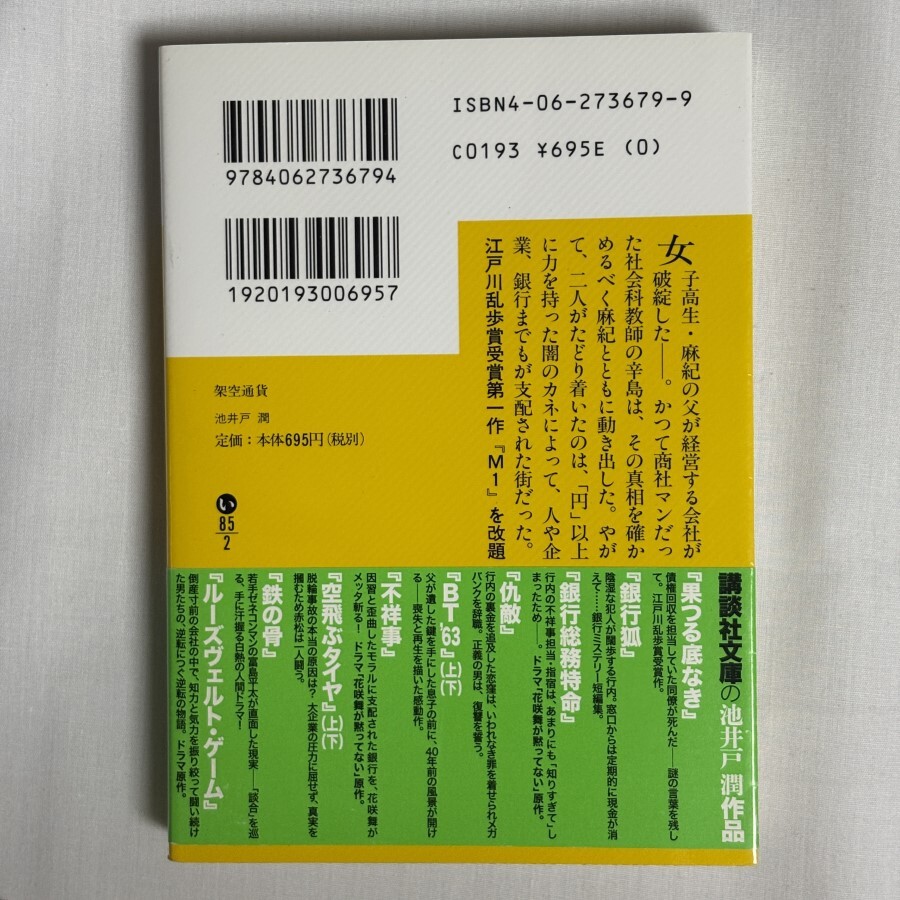 ISBN4-06-273679-9
C0193 ¥695E (0)
9784062736794
1920193006957
女子高生・麻紀の父が経営する会社が
破綻した――。かつて商社マンだっ
た社会科教師の辛島は、その真相を確か
めるべく麻紀とともに動き出した。やが
て、二人がたどり着いたのは、「円」以上
に力を持った闇のカネによって、人や企
業、銀行までもが支配された街だった。
江戸川乱歩賞受賞第一作『M1』を改題
架空通貨
池井戸 潤
定価：本体695円（税別）
い
85
2
講談社文庫の池井戸 潤作品
『果つる底なき』
債権回収を担当していた同僚が死んだ――謎の言葉を残し
て。江戸川乱歩賞受賞作。
『銀行狐』
陰湿な犯人が闊歩する行内。窓口からは定期的に現金が消
えて……銀行ミステリー短編集。
『銀行総務特命』
行内の不祥事担当・指宿は、あまりにも「知りすぎて」し
まったため――。ドラマ「花咲舞が黙ってない」原作。
『仇敵』
行内の裏金を追及した恋窪は、いわれなき罪を着せられメガ
バンクを辞職。正義の男は、復讐を誓う。
『BT'63』（上）（下）
父が遺した鍵を手にした息子の前に、40年前の風景が開け
る――喪失と再生を描いた感動作。
『不祥事』
因習と歪曲したモラルに支配された銀行を、花咲舞が
メッタ斬る！ ドラマ「花咲舞が黙ってない」原作。
『空飛ぶタイヤ』（上）（下）
脱輪事故の本当の原因は？ 大企業の圧力に屈せず、真実を
掴むため赤松は一人闘う。
『鉄の骨』
若手ゼネコンマンの富島平太が直面した現実――「談合」を巡
る、手に汗握る白熱の人間ドラマ！
『ルーズヴェルト・ゲーム』
倒産寸前の会社の中で、知力と気力を振り絞って闘い続け
た男たちの、逆転につぐ逆転の物語。ドラマ原作。